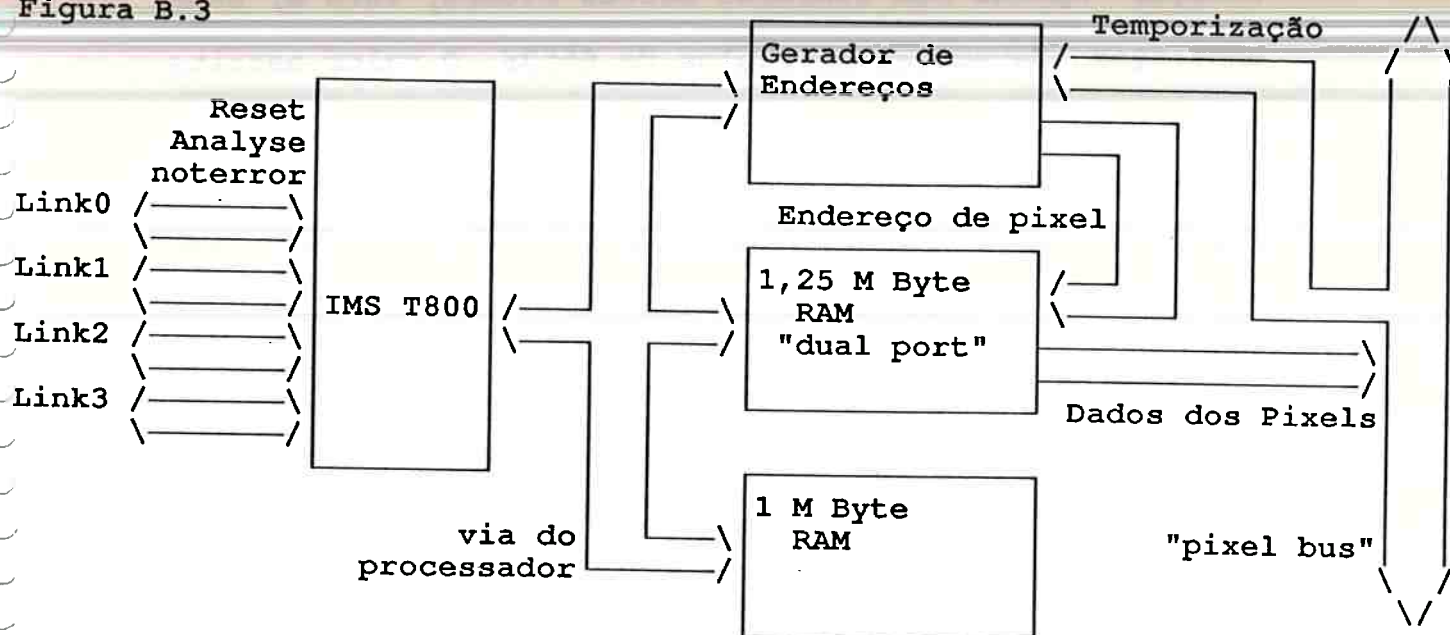 Figura B.3
Temporização
Gerador de
Endereços
Reset
Analyse
noterror
Link0
Link1
Link2
Link3
IMS T800
Endereço de pixel
1,25 M Byte
RAM
"dual port"
Dados dos Pixels
1 M Byte
RAM
via do
processador
"pixel bus"